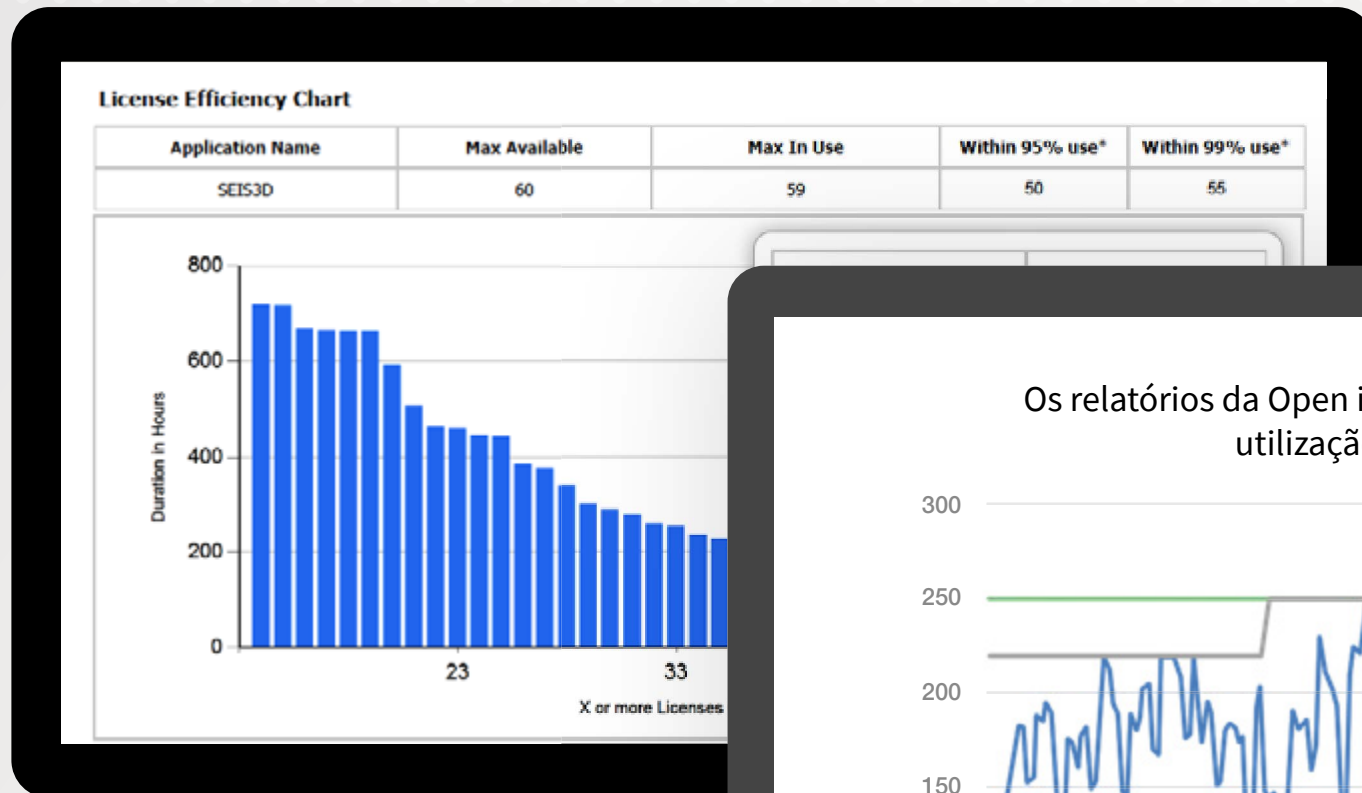 License Efficiency Chart
Application Name Max Available Max In Use Within 95% use* Within 99% use*
SEIS3D 60 59 50 55
800
600
400
200
0
Duration in Hours
23 33
X or more Licenses
Os relatórios da Open i
utilizaçã
300
250
200
150